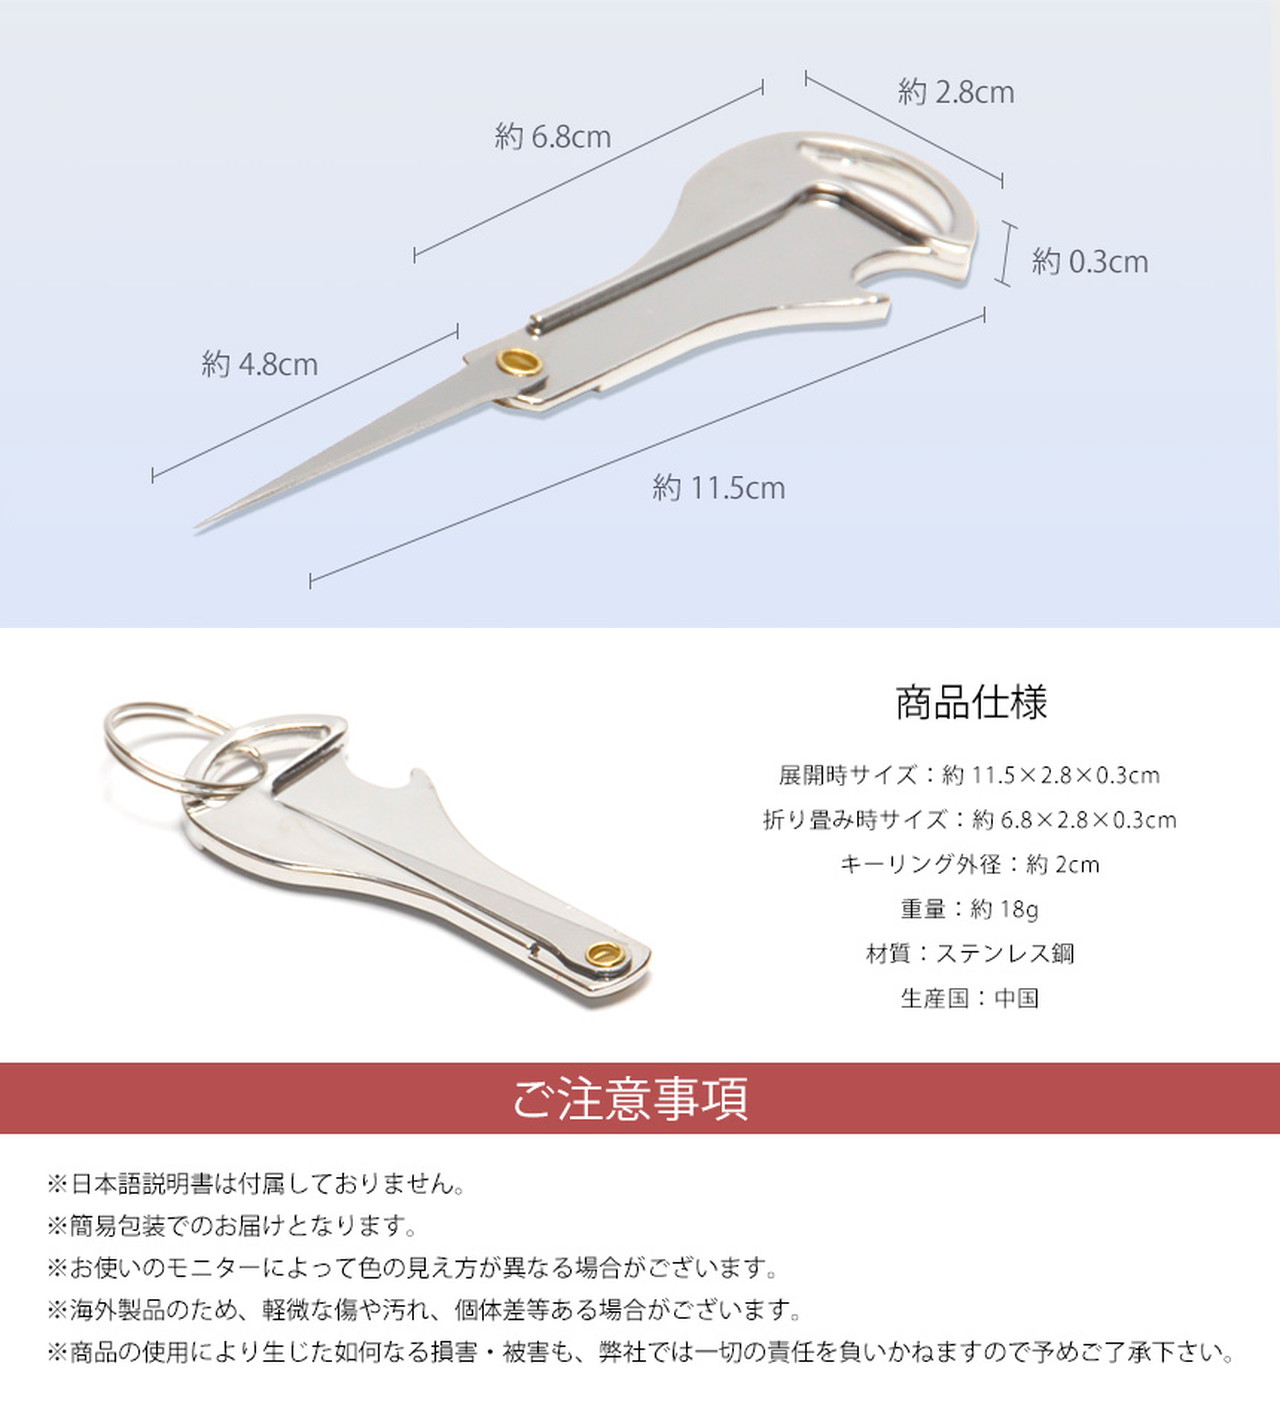 約 2.8cm
約 6.8cm
約 0.3cm
約 4.8cm
約 11.5cm
商品仕様
展開時サイズ：約 11.5×2.8×0.3cm
折り畳み時サイズ：約 6.8×2.8×0.3cm
キーリング外径：約 2cm
重量：約 18g
材質：ステンレス鋼
生産国：中国
ご注意事項
※日本語説明書は付属しておりません。
※簡易包装でのお届けとなります。
※お使いのモニターによって色の見え方が異なる場合がございます。
※海外製品のため、軽微な傷や汚れ、個体差等ある場合がございます。
※商品の使用により生じた如何なる損害・被害も、弊社では一切の責任を負いかねますので予めご了承下さい。